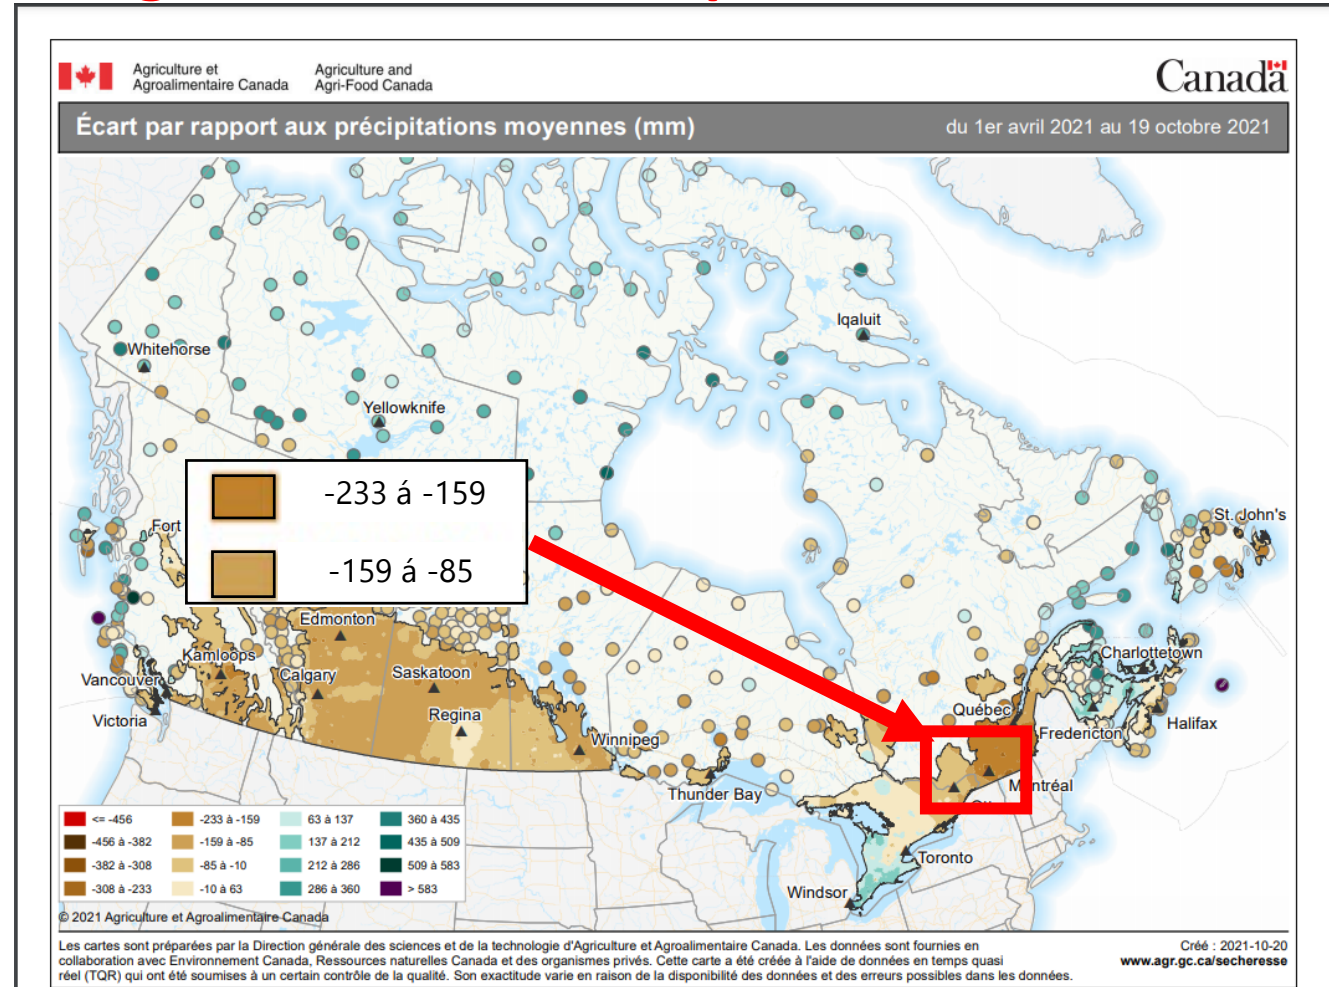 Agriculture et
Agroalimentaire Canada
Agriculture and
Agri-Food Canada
Canada
Écart par rapport aux précipitations moyennes (mm)
du 1er avril 2021 au 19 octobre 2021
Iqaluit
Whitehorse
Yellowknife
-233 á -159
-159 á -85
Fort
St. John's
Edmonton
Kamloops
Calgary
Saskatoon
Vancouver
Victoria
Regina
Winnipeg
Thunder Bay
Québec
Charlottetown
Fredericton
Halifax
Montréal
Toronto
Windsor
<= -456
-456 à -382
-382 à -308
-308 à -233
-233 à -159
-159 à -85
-85 à -10
-10 à 63
63 à 137
137 à 212
212 à 286
286 à 360
360 à 435
435 à 509
509 à 583
> 583
© 2021 Agriculture et Agroalimentaire Canada
Les cartes sont préparées par la Direction générale des sciences et de la technologie d'Agriculture et Agroalimentaire Canada. Les données sont fournies en
collaboration avec Environnement Canada, Ressources naturelles Canada et des organismes privés. Cette carte a été créée à l'aide de données en temps quasi
réel (TQR) qui ont été soumises à un certain contrôle de la qualité. Son exactitude varie en raison de la disponibilité des données et des erreurs possibles dans les données.
Créé : 2021-10-20
www.agr.gc.ca/secheresse